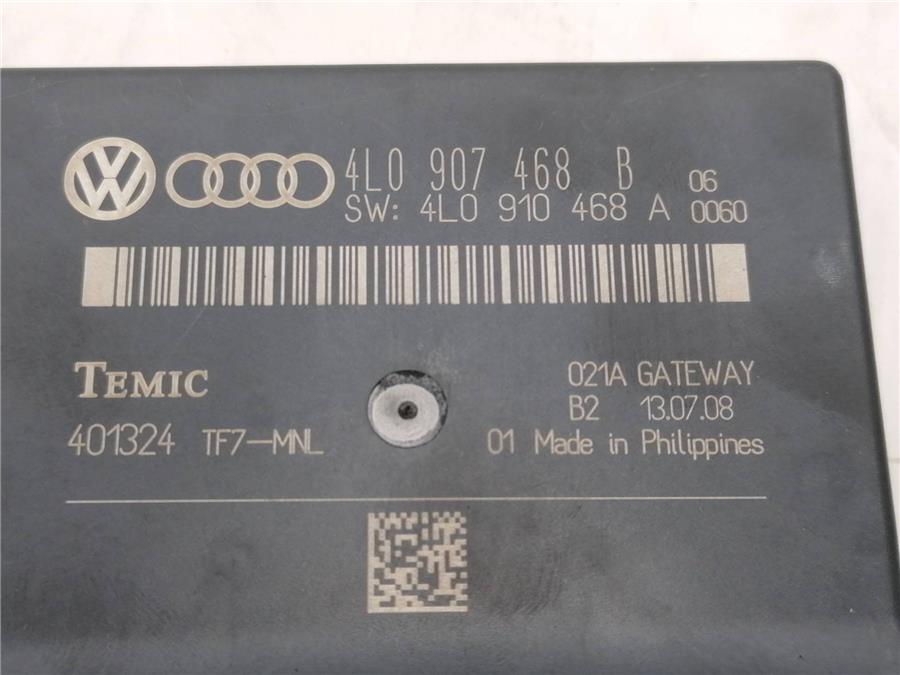 4L0 907 468 B 06
SW: 4L0 910 468 A 0060
TEMIC 021A GATEWAY
B2 13.07.08
401324 TF7-MNL 01 Made in Philippines